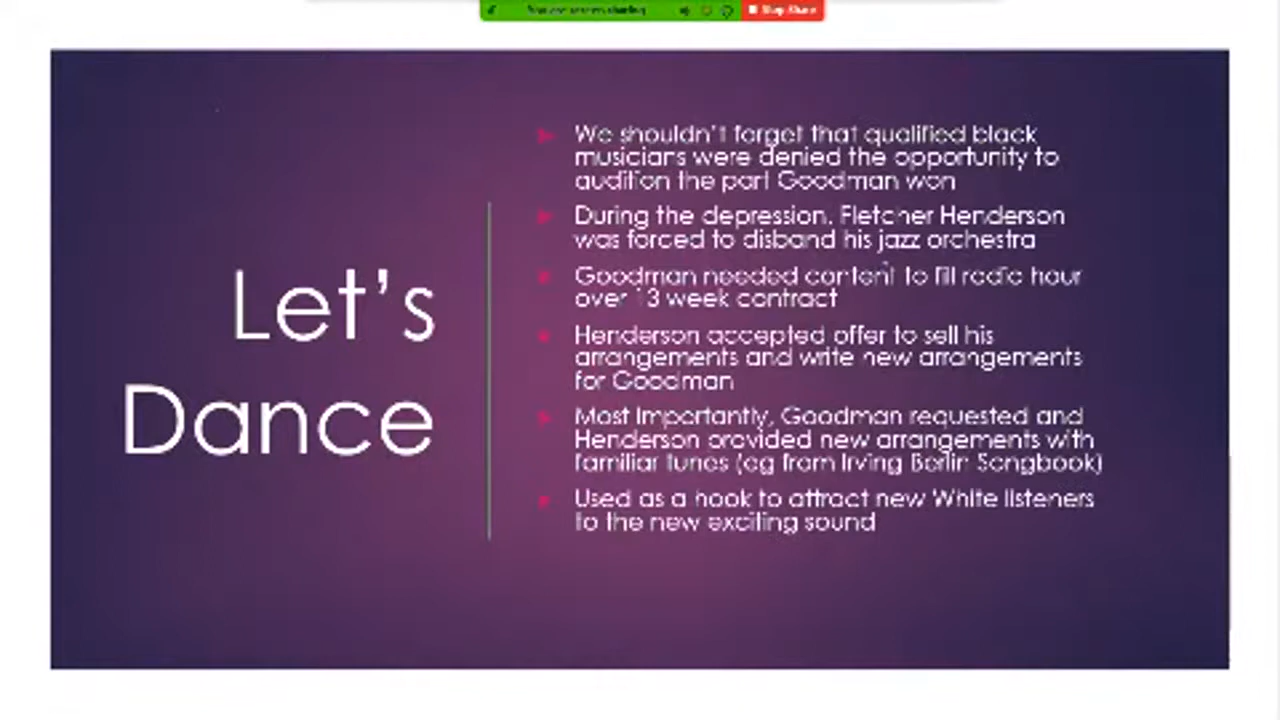 You are screen sharing
Stop Share
Let's
Dance
We shouldn't forget that qualified black
musicians were denied the opportunity to
audition the part Goodman won
During the depression, Fletcher Henderson
was forced to disband his jazz orchestra
Goodman needed content to fill radio hour
over 13 week contract
Henderson accepted offer to sell his
arrangements and write new arrangements
for Goodman
Most importantly, Goodman requested and
Henderson provided new arrangements with
familiar tunes (eg from Irving Berlin Songbook)
Used as a hook to attract new White listeners
to the new exciting sound